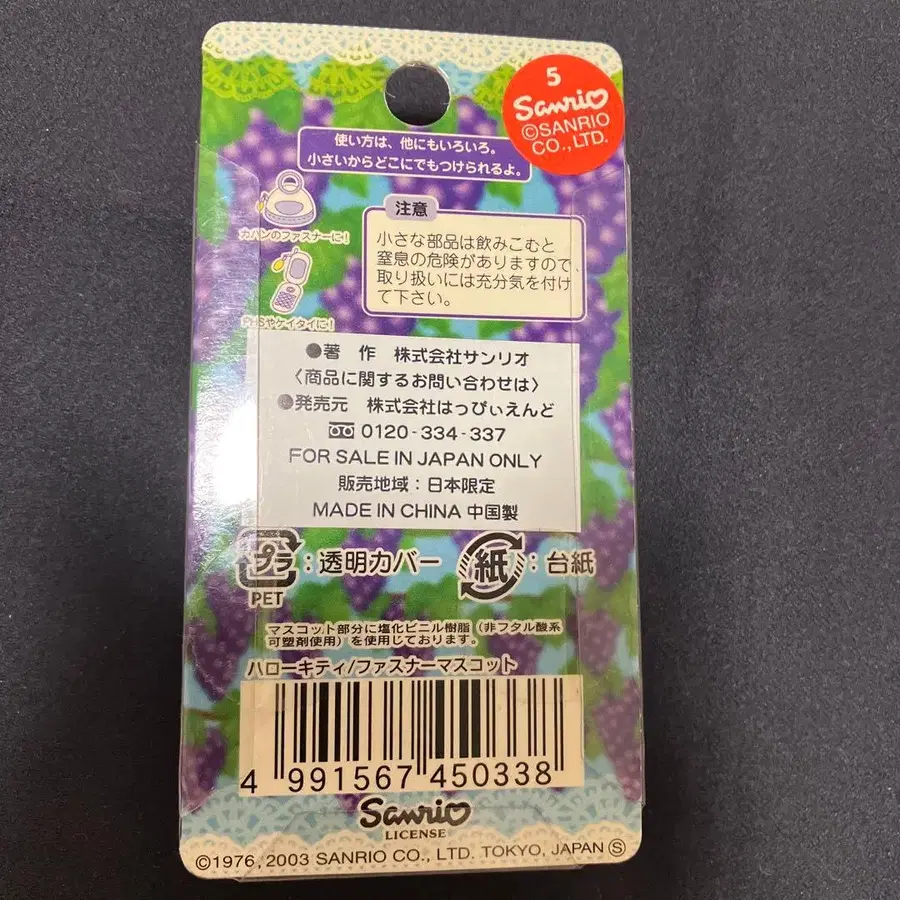 5
Sanrio
©SANRIO
CO.,LTD.
使い方は、他にもいろいろ。
小さいからどこにでもつけられるよ。
カバンのファスナーに!
PHSやケイタイに!
注意
小さな部品は飲みこむと
窒息の危険がありますので、
取り扱いには充分気を付け
て下さい。
●著 作 株式会社サンリオ
〈商品に関するお問い合わせは〉
●発売元 株式会社はっぴぃえんど
0120-334-337
FOR SALE IN JAPAN ONLY
販売地域:日本限定
MADE IN CHINA 中国製
プラ:透明カバー
PET
紙:台紙
マスコット部分に塩化ビニル樹脂(非フタル酸系
可塑剤使用)を使用しております。
ハローキティ/ファスナーマスコット
4 991567 450338
Sanrio
LICENSE
©1976, 2003 SANRIO CO., LTD. TOKYO, JAPAN Ⓢ